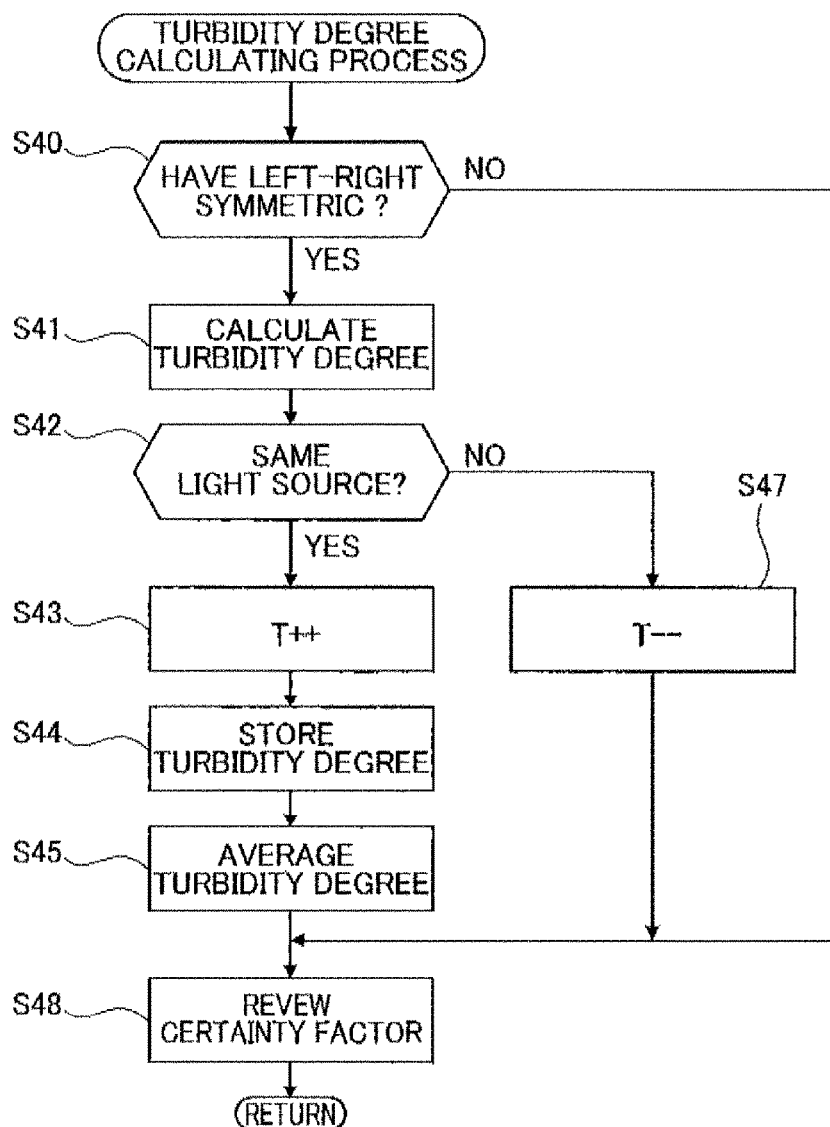 TURBIDITY DEGREE
CALCULATING PROCESS
S40
HAVE LEFT-RIGHT
SYMMETRIC ?
NO
YES
S41
CALCULATE
TURBIDITY DEGREE
S42
SAME
LIGHT SOURCE?
NO
S47
YES
S43
T++
T--
S44
STORE
TURBIDITY DEGREE
S45
AVERAGE
TURBIDITY DEGREE
S48
REVEW
CERTAINTY FACTOR
RETURN